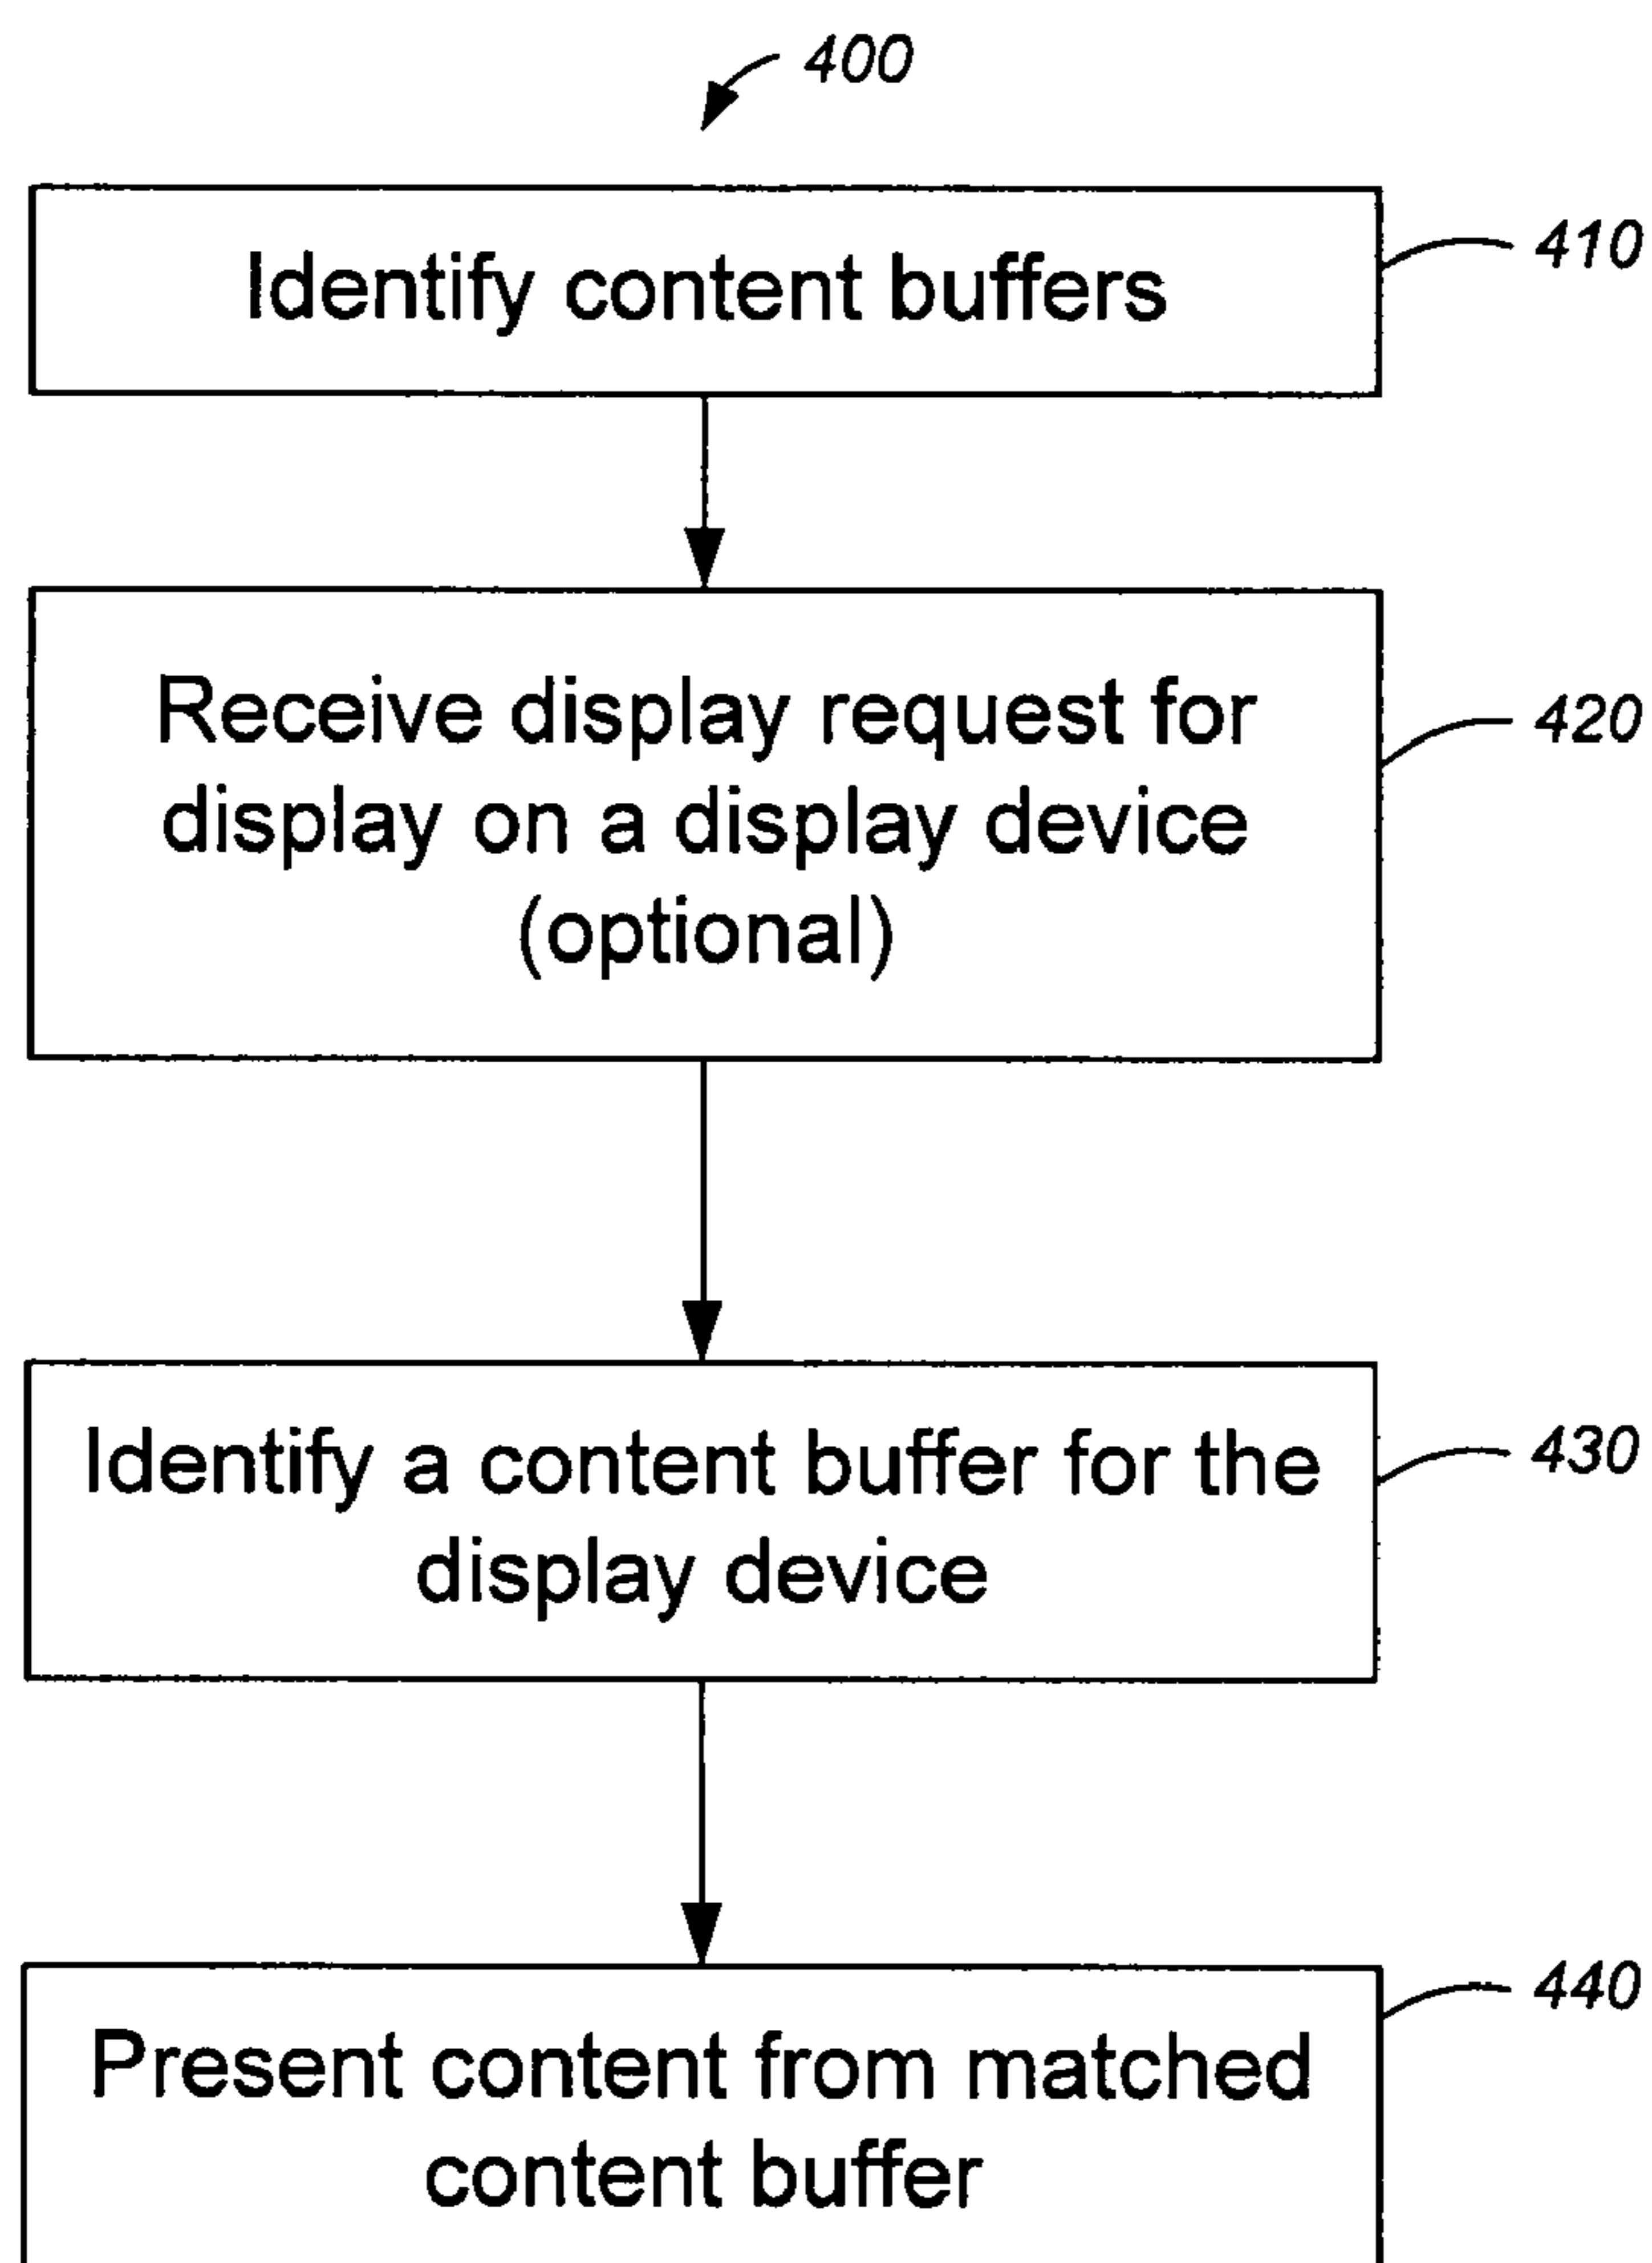 400
Identify content buffers
410
Receive display request for
display on a display device
(optional)
420
Identify a content buffer for the
display device
430
Present content from matched
content buffer
440